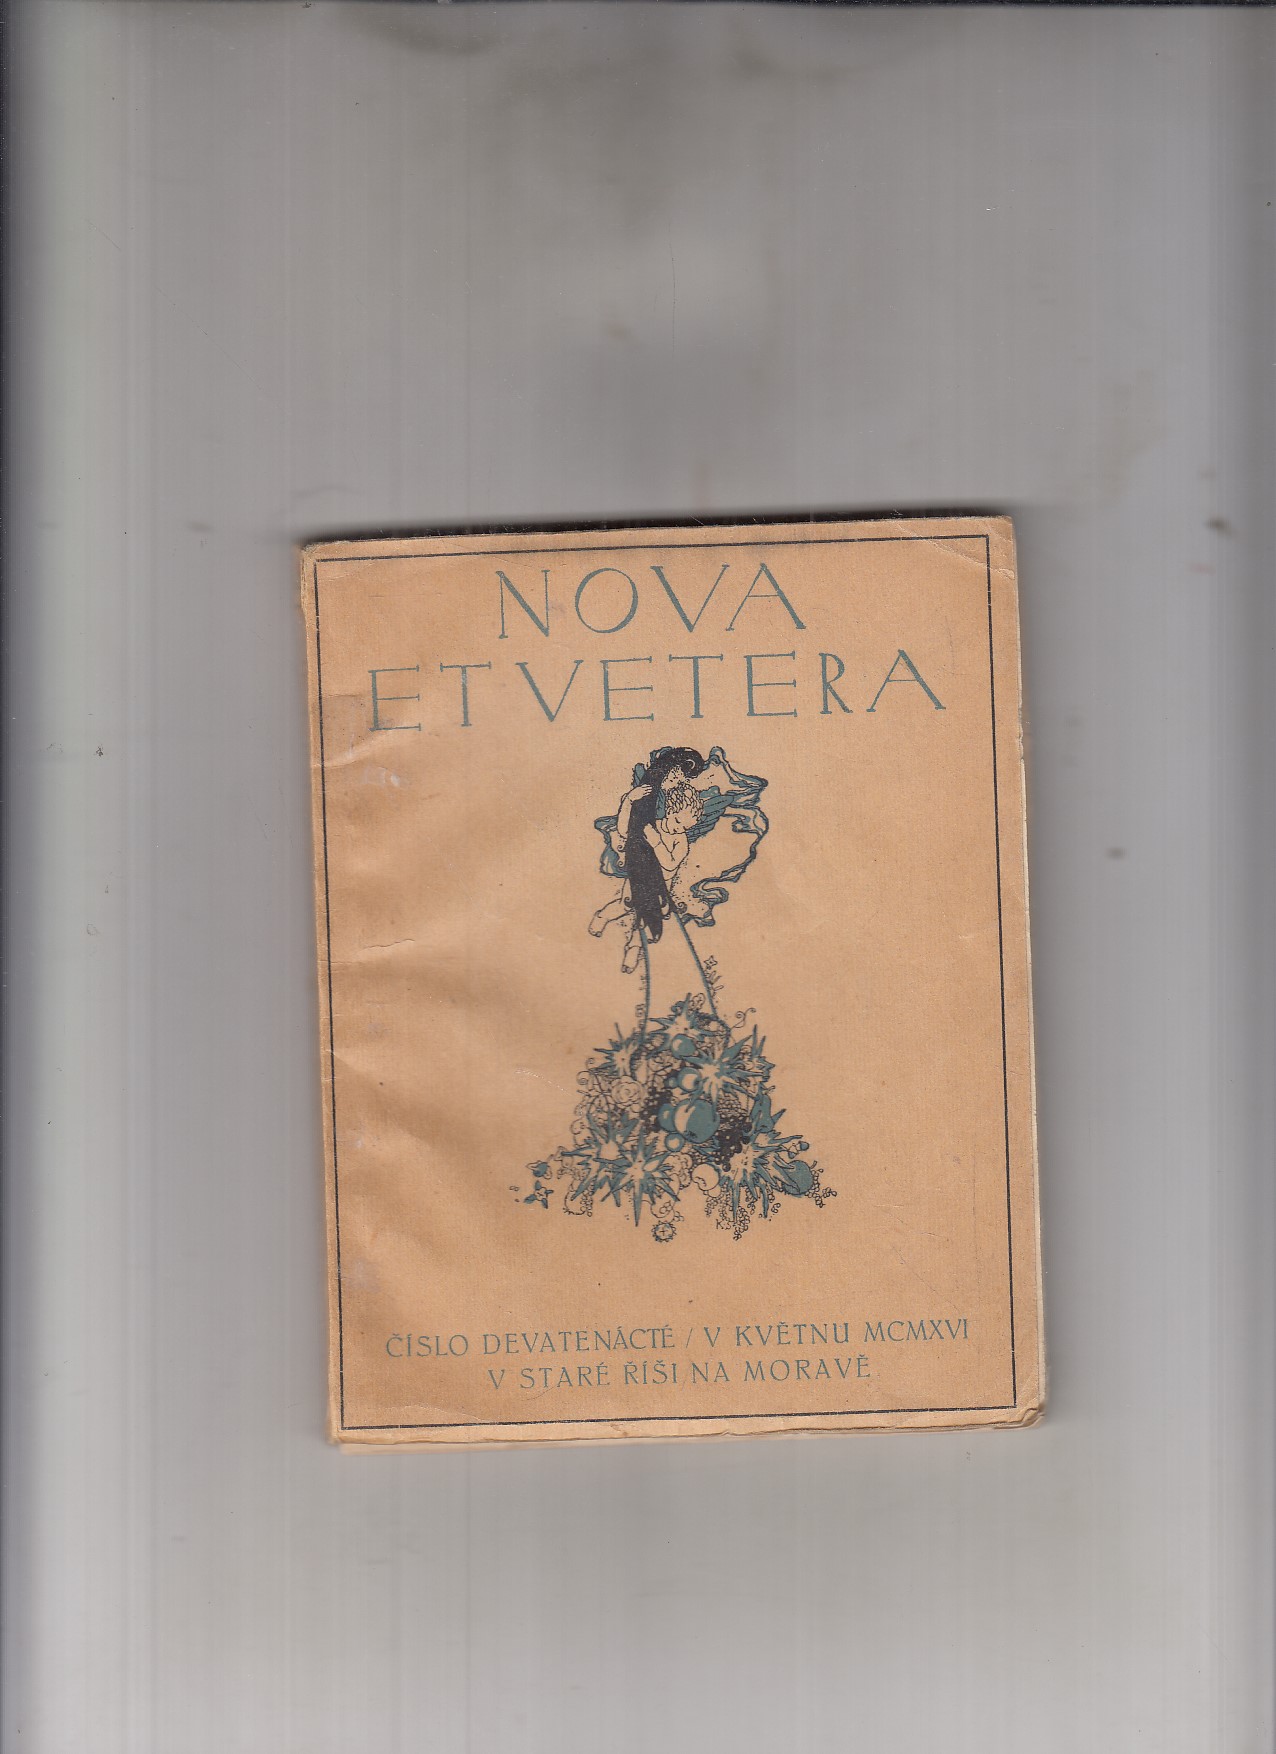 NOVA
ET VETERA
ČÍSLO DEVATENÁCTÉ / V KVĚTNU MCMXVI
V STARÉ ŘÍŠI NA MORAVĚ